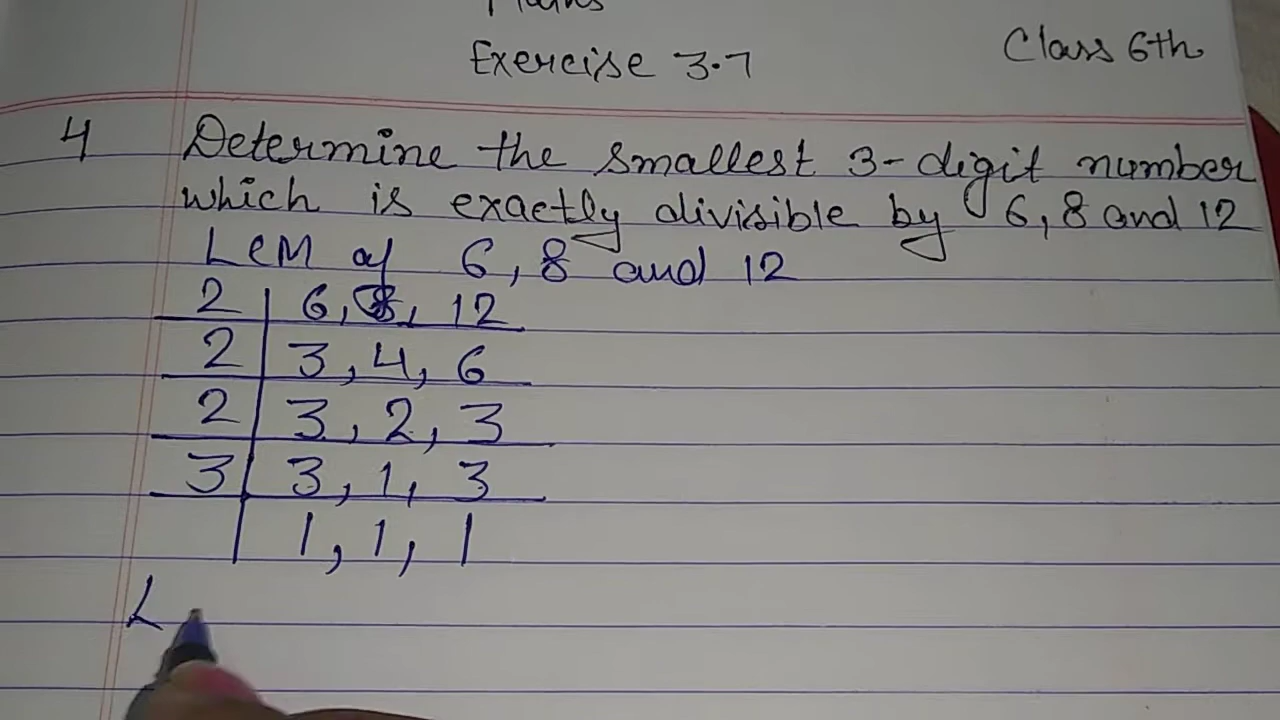 Maths
Exercise 3.7
Class 6th
4 Determine the smallest 3-digit number
which is exactly divisible by 6, 8 and 12
LCM of 6, 8 and 12
2 | 6, 8, 12
2 | 3, 4, 6
2 | 3, 2, 3
3 | 3, 1, 3
| 1, 1, 1
L